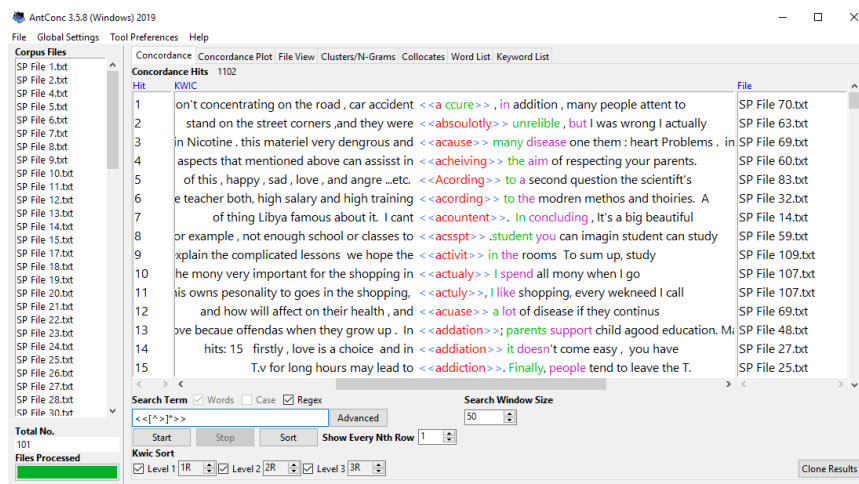 AntConc 3.5.8 (Windows) 2019
File Global Settings Tool Preferences Help
Corpus Files
SP File 1.txt
SP File 2.txt
SP File 4.txt
SP File 5.txt
SP File 6.txt
SP File 7.txt
SP File 8.txt
SP File 9.txt
SP File 10.txt
SP File 11.txt
SP File 12.txt
SP File 13.txt
SP File 14.txt
SP File 15.txt
SP File 17.txt
SP File 18.txt
SP File 19.txt
SP File 20.txt
SP File 21.txt
SP File 22.txt
SP File 23.txt
SP File 24.txt
SP File 25.txt
SP File 26.txt
SP File 27.txt
SP File 28.txt
SP File 30.txt
Total No.
101
Files Processed
Concordance Concordance Plot File View Clusters/N-Grams Collocates Word List Keyword List
Concordance Hits 1102
Hit KWIC File
1 on't concentrating on the road , car accident <<a ccure>> , in addition , many people attent to SP File 70.txt
2 stand on the street corners ,and they were <<absoulotly>> unrelible , but I was wrong I actually SP File 63.txt
3 in Nicotine . this materiel very dengrous and <<acause>> many disease one them : heart Problems . in SP File 69.txt
4 aspects that mentioned above can assisst in <<acheiving>> the aim of respecting your parents. SP File 60.txt
5 of this , happy , sad , love , and angre ...etc. <<Acording>> to a second question the scientift's SP File 83.txt
6 e teacher both, high salary and high training <<acording>> to the modren methos and thoiries. A SP File 32.txt
7 of thing Libya famous about it. I cant <<acountent>>. In concluding , It's a big beautiful SP File 14.txt
8 or example , not enough school or classes to <<acsspt>> .student you can imagin student can study SP File 59.txt
9 explain the complicated lessons we hope the <<activit>> in the rooms To sum up, study SP File 109.txt
10 he mony very important for the shopping in <<actualy>> I spend all mony when I go SP File 107.txt
11 his owns pesonality to goes in the shopping, <<actuly>>, I like shopping, every wekneed I call SP File 107.txt
12 and how will affect on their health , and <<acuase>> a lot of disease if they continus SP File 69.txt
13 ove becaue offendas when they grow up . In <<addation>>; parents support child agood education. Ma SP File 48.txt
14 hits: 15 firstly , love is a choice and in <<addiation>> it doesn't come easy , you have SP File 27.txt
15 T.v for long hours may lead to <<addiction>>. Finally, people tend to leave the T. SP File 25.txt
Search Term Words Case Regex Search Window Size
<<[^>]*>> Advanced 50
Start Stop Sort Show Every Nth Row 1
Kwic Sort
Level 1 1R Level 2 2R Level 3 3R Clone Results